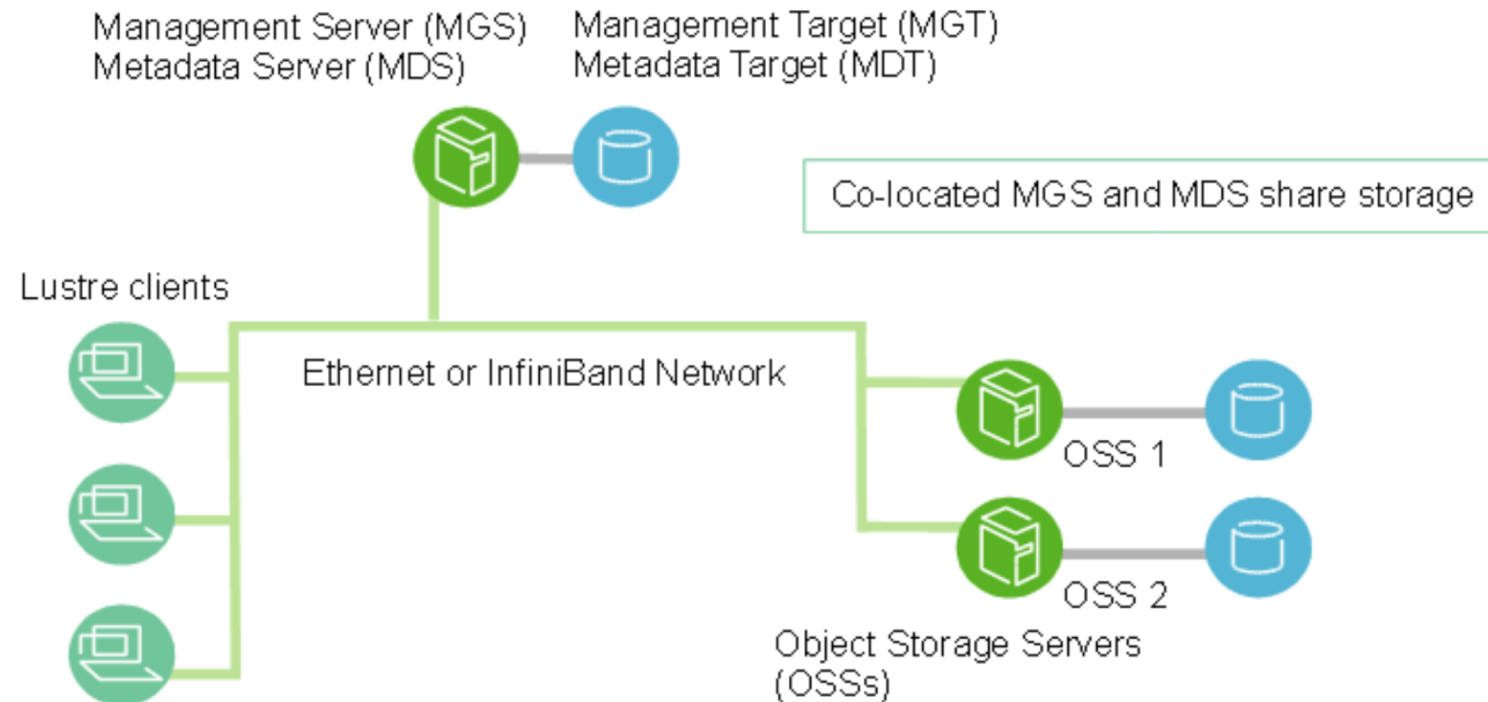 Management Server (MGS)
Metadata Server (MDS)
Management Target (MGT)
Metadata Target (MDT)
Co-located MGS and MDS share storage
Lustre clients
Ethernet or InfiniBand Network
OSS 1
OSS 2
Object Storage Servers
(OSSs)